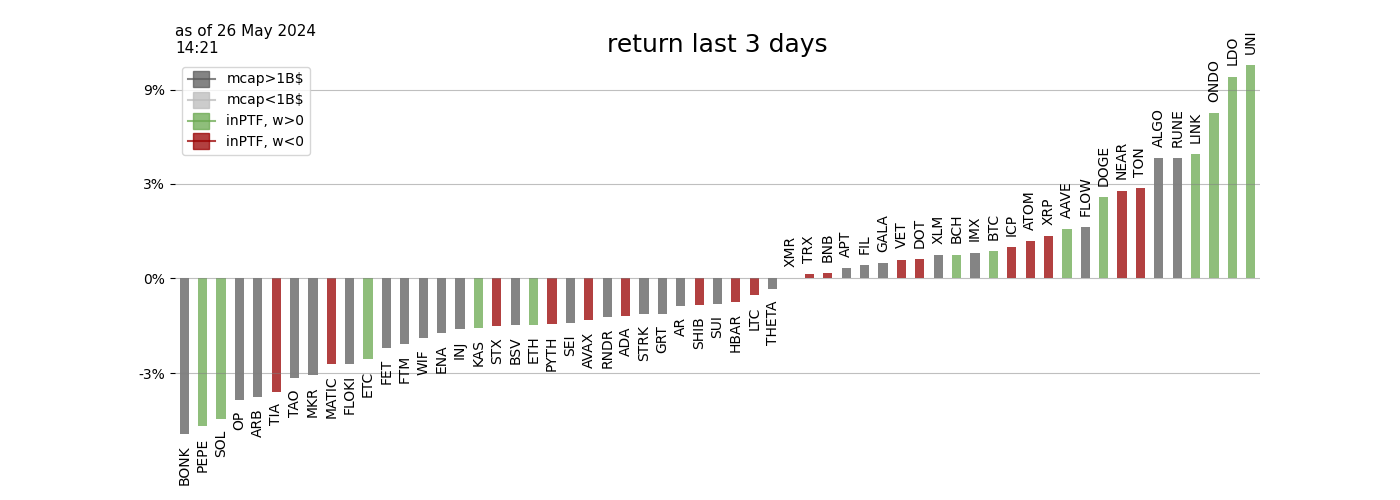 as of 26 May 2024
14:21
return last 3 days
mcap>1B$
mcap<1B$
inPTF, w>0
inPTF, w<0
9%
3%
0%
-3%
BONK
PEPE
SOL
OP
ARB
TIA
TAO
MKR
MATIC
FLOKI
ETC
FET
FTM
WIF
ENA
INJ
KAS
STX
BSV
ETH
PYTH
SEI
AVAX
RNDR
ADA
STRK
GRT
AR
SHIB
SUI
HBAR
LTC
THETA
XMR
TRX
BNB
APT
FIL
GALA
VET
DOT
XLM
BCH
IMX
BTC
ICP
ATOM
XRP
AAVE
FLOW
DOGE
NEAR
TON
ALGO
RUNE
LINK
ONDO
LDO
UNI